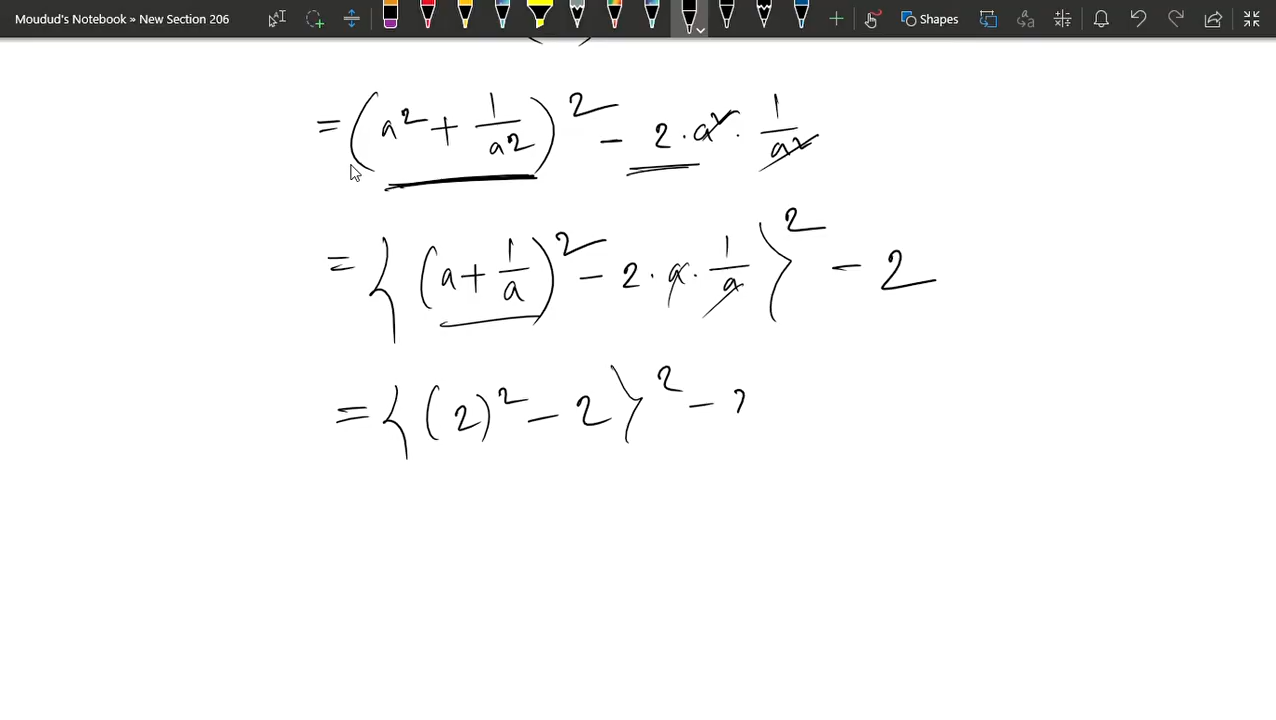 Moudud's Notebook » New Section 206
Shapes
= (a² + 1/a²)² - 2 · a² · 1/a²
= {(a + 1/a)² - 2 · a · 1/a}² - 2
= {(2)² - 2}² -